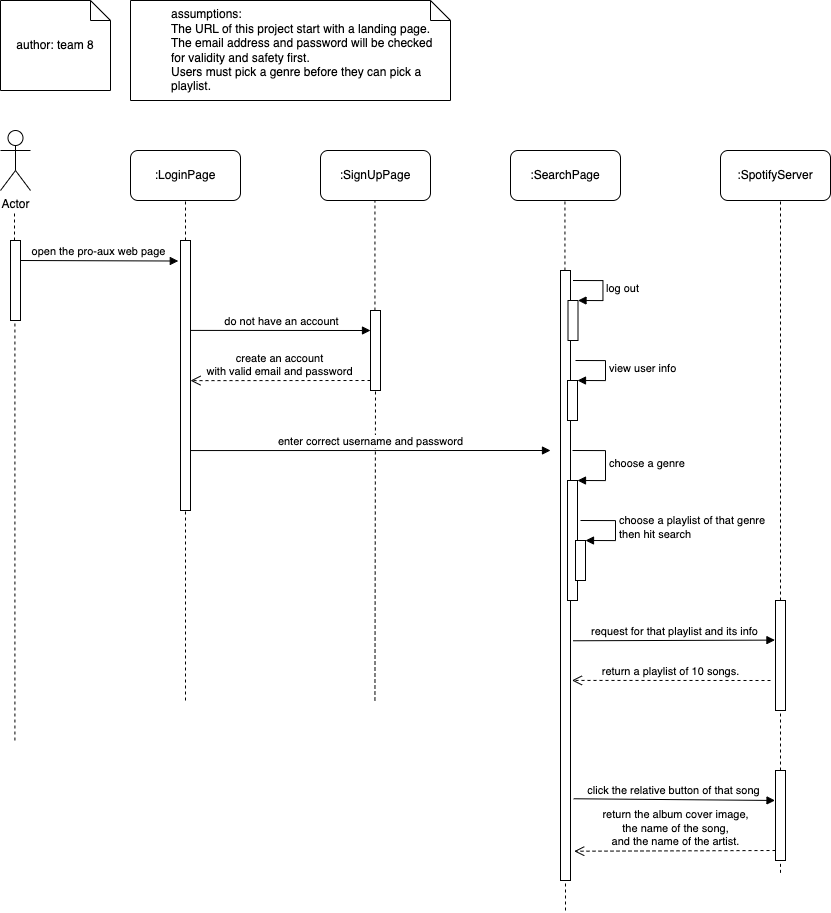 author: team 8
assumptions:
The URL of this project start with a landing page.
The email address and password will be checked
for validity and safety first.
Users must pick a genre before they can pick a
playlist.
Actor
:LoginPage
:SignUpPage
:SearchPage
:SpotifyServer
open the pro-aux web page
log out
do not have an account
create an account
with valid email and password
view user info
enter correct username and password
choose a genre
choose a playlist of that genre
then hit search
request for that playlist and its info
return a playlist of 10 songs.
click the relative button of that song
return the album cover image,
the name of the song,
and the name of the artist.